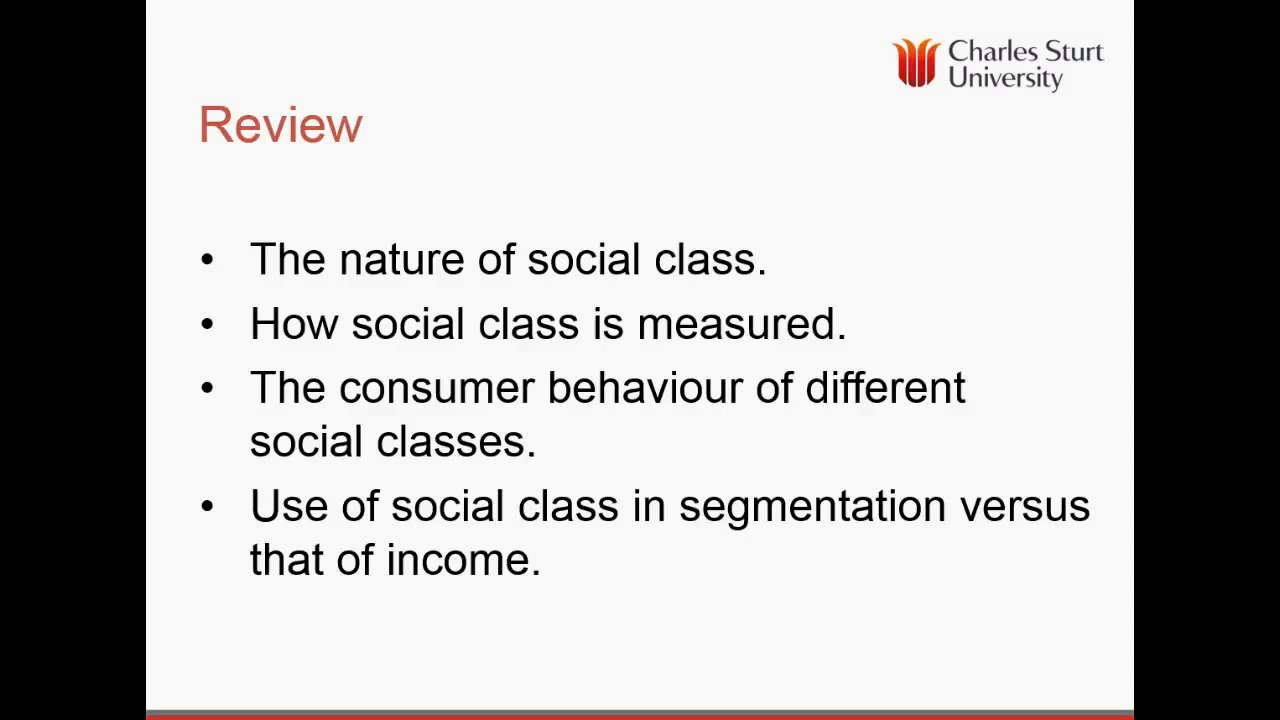 Charles Sturt
University
Review
• The nature of social class.
• How social class is measured.
• The consumer behaviour of different
social classes.
• Use of social class in segmentation versus
that of income.